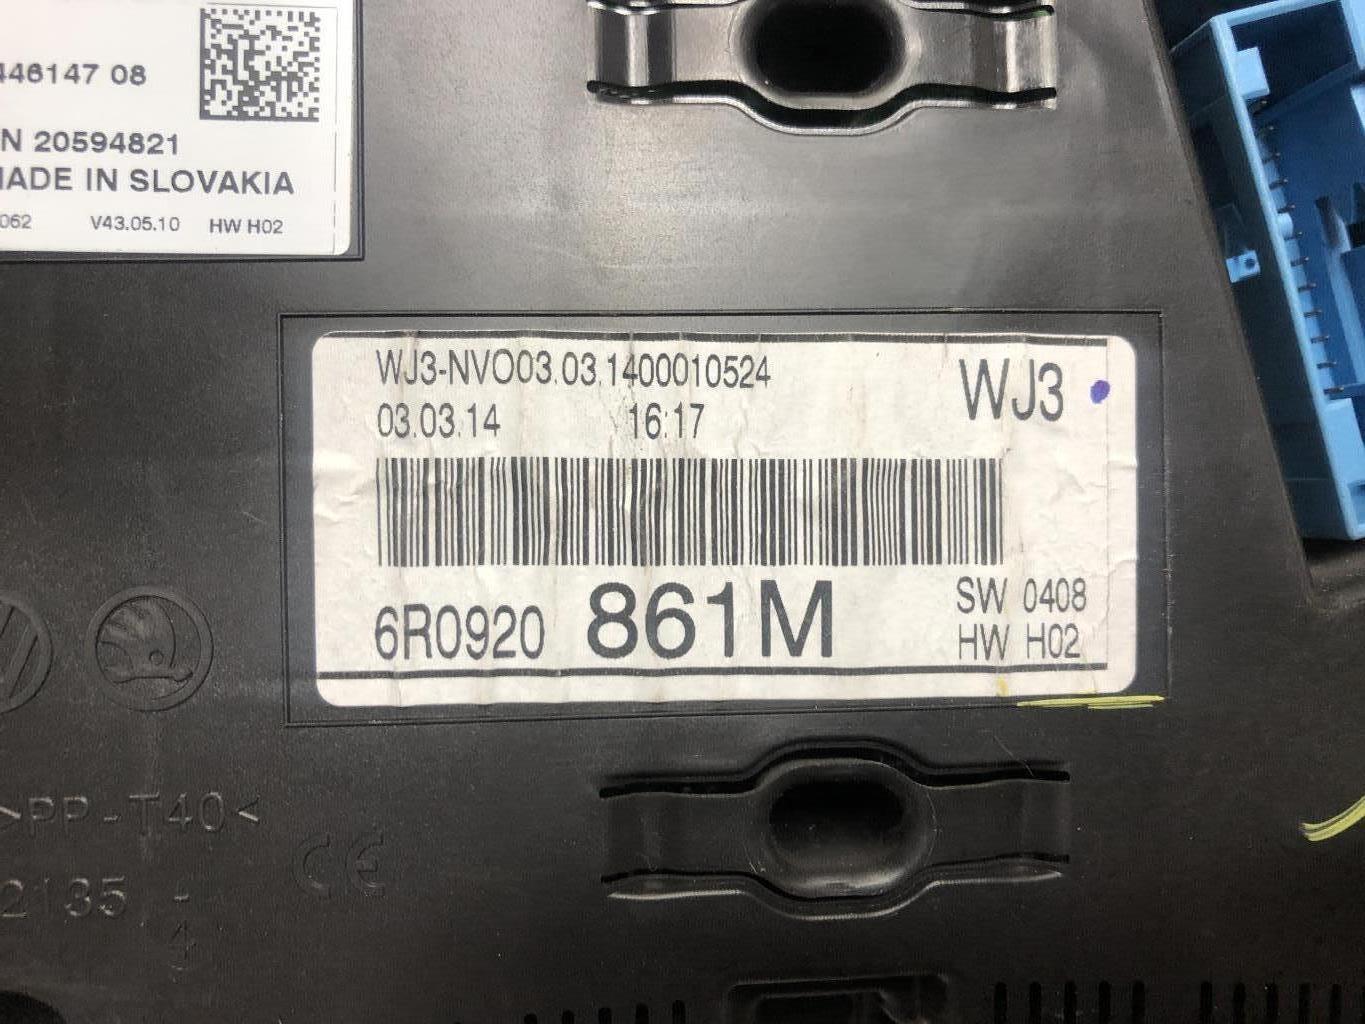 446147 08
N 20594821
MADE IN SLOVAKIA
062 V43.05.10 HW H02
WJ3-NVO03.03.1400010524
WJ3
03.03.14 16:17
6R0920 861M
SW 0408
HW H02
>PP-T40<
CE
2135 -